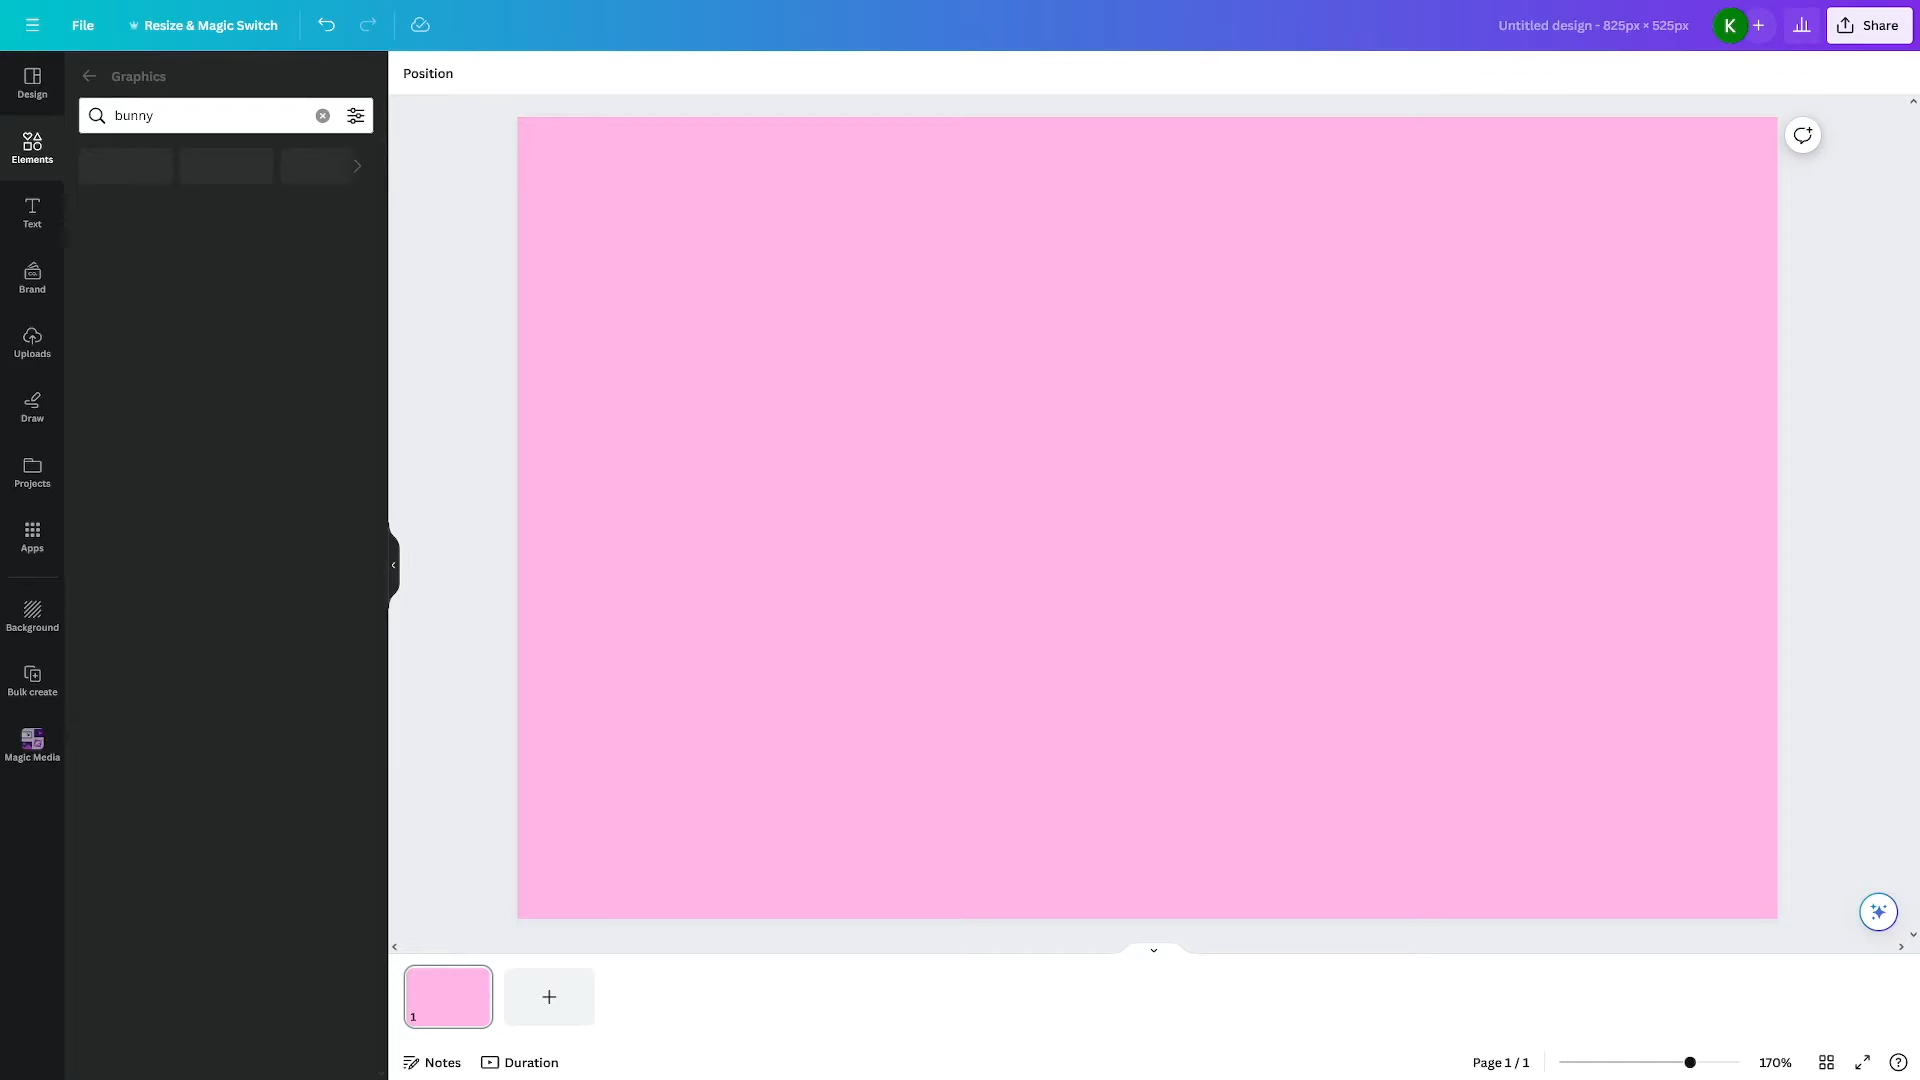 File
Resize & Magic Switch
Untitled design - 825px × 525px
K
Share
Design
Elements
Text
Brand
CO.
Uploads
Draw
Projects
Apps
Background
Bulk create
Magic Media
Graphics
bunny
Position
1
Notes
Duration
Page 1 / 1
170%